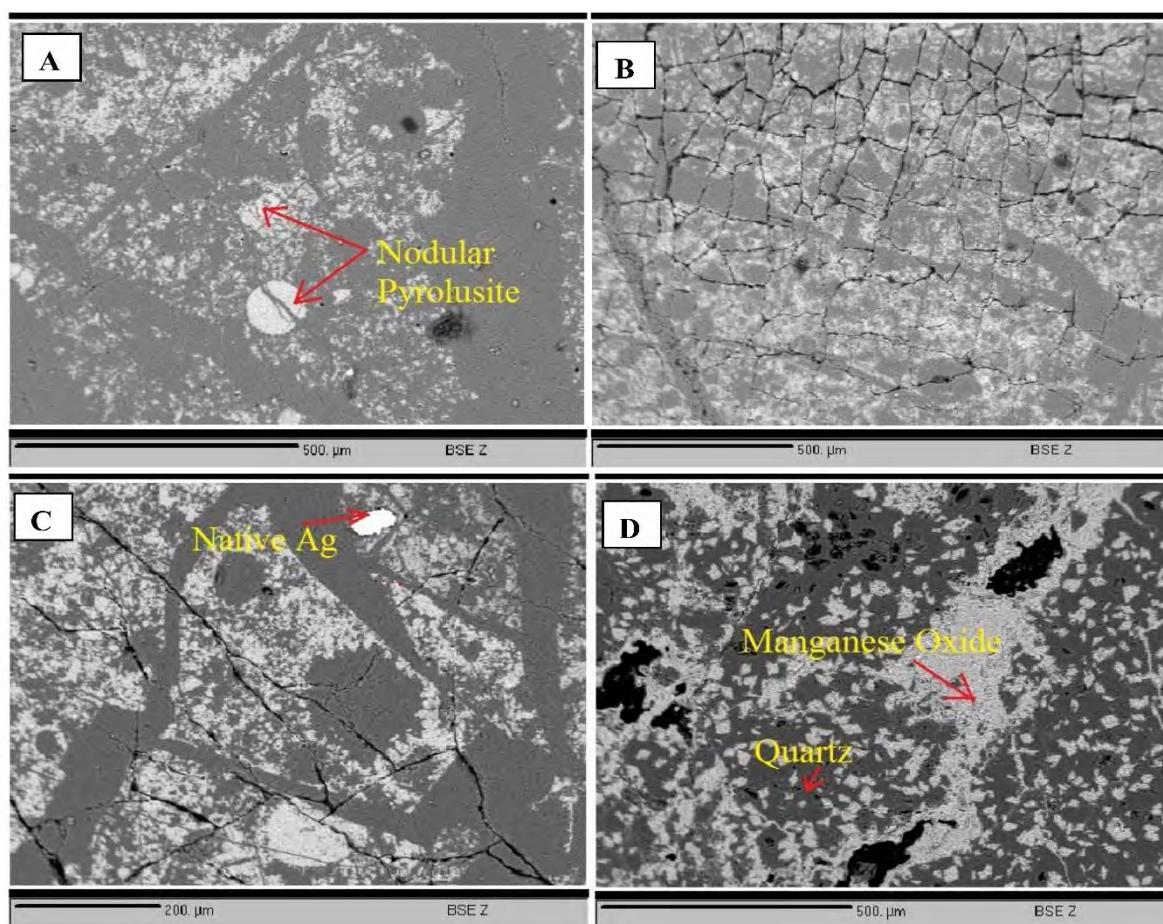 A
Nodular
Pyrolusite
500. µm BSE Z
B
500. µm BSE Z
C
Native Ag
200. µm BSE Z
D
Manganese Oxide
Quartz
500. µm BSE Z